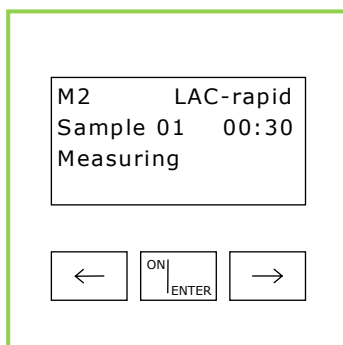 M2 LAC-rapid
Sample 01 00:30
Measuring
← ON ENTER →